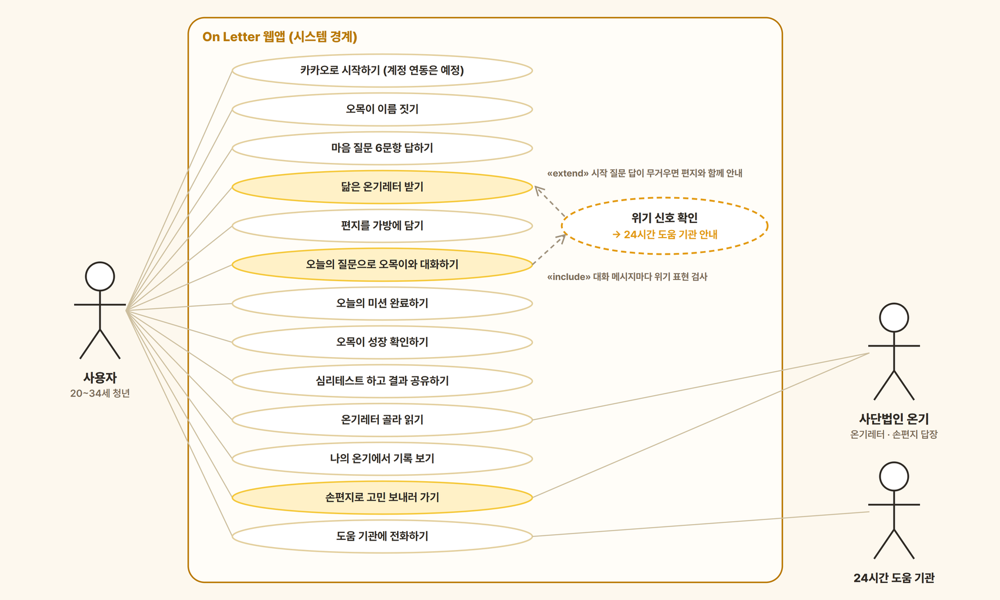 On Letter 웹앱 (시스템 경계)
카카오로 시작하기 (계정 연동은 예정)
오목이 이름 짓기
마음 질문 6문항 답하기
«extend» 시작 질문 답이 무거우면 편지와 함께 안내
닮은 온기레터 받기
위기 신호 확인
→ 24시간 도움 기관 안내
편지를 가방에 담기
오늘의 질문으로 오목이와 대화하기
«include» 대화 메시지마다 위기 표현 검사
오늘의 미션 완료하기
오목이 성장 확인하기
사용자
20~34세 청년
심리테스트 하고 결과 공유하기
온기레터 골라 읽기
사단법인 온기
온기레터 · 손편지 답장
나의 온기에서 기록 보기
손편지로 고민 보내러 가기
도움 기관에 전화하기
24시간 도움 기관